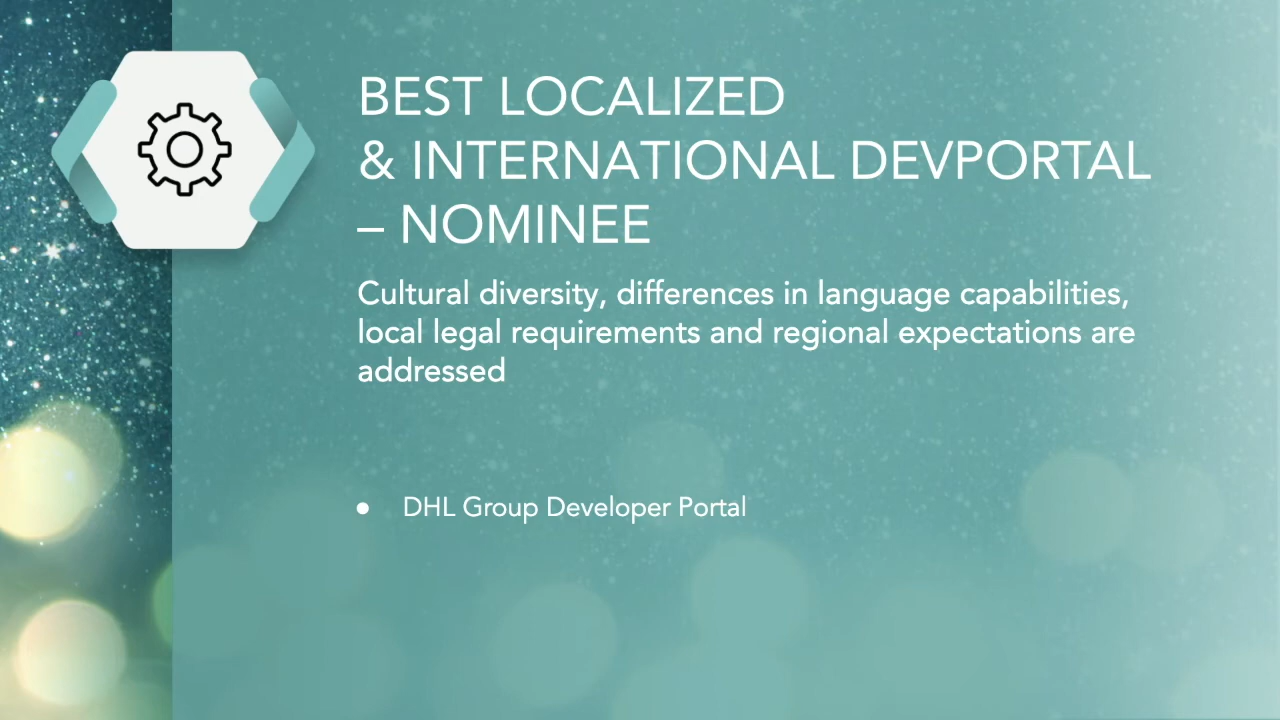 BEST LOCALIZED
& INTERNATIONAL DEVPORTAL
– NOMINEE
Cultural diversity, differences in language capabilities,
local legal requirements and regional expectations are
addressed
● DHL Group Developer Portal